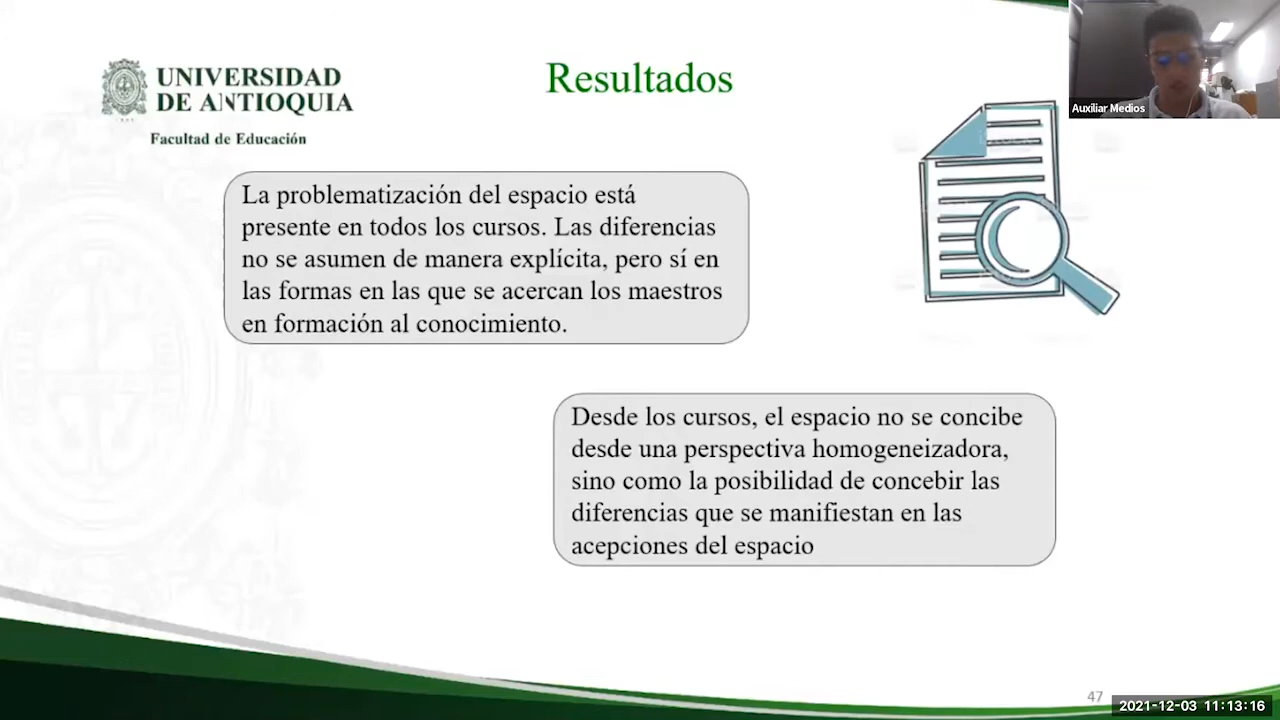 UNIVERSIDAD
DE ANTIOQUIA
Facultad de Educación
Resultados
Auxiliar Medios
La problematización del espacio está
presente en todos los cursos. Las diferencias
no se asumen de manera explícita, pero sí en
las formas en las que se acercan los maestros
en formación al conocimiento.
Desde los cursos, el espacio no se concibe
desde una perspectiva homogeneizadora,
sino como la posibilidad de concebir las
diferencias que se manifiestan en las
acepciones del espacio
47
2021-12-03 11:13:16